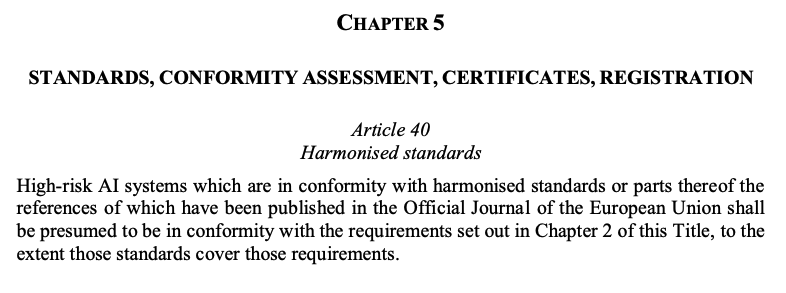 CHAPTER 5
STANDARDS, CONFORMITY ASSESSMENT, CERTIFICATES, REGISTRATION
Article 40
Harmonised standards
High-risk AI systems which are in conformity with harmonised standards or parts thereof the
references of which have been published in the Official Journal of the European Union shall
be presumed to be in conformity with the requirements set out in Chapter 2 of this Title, to the
extent those standards cover those requirements.